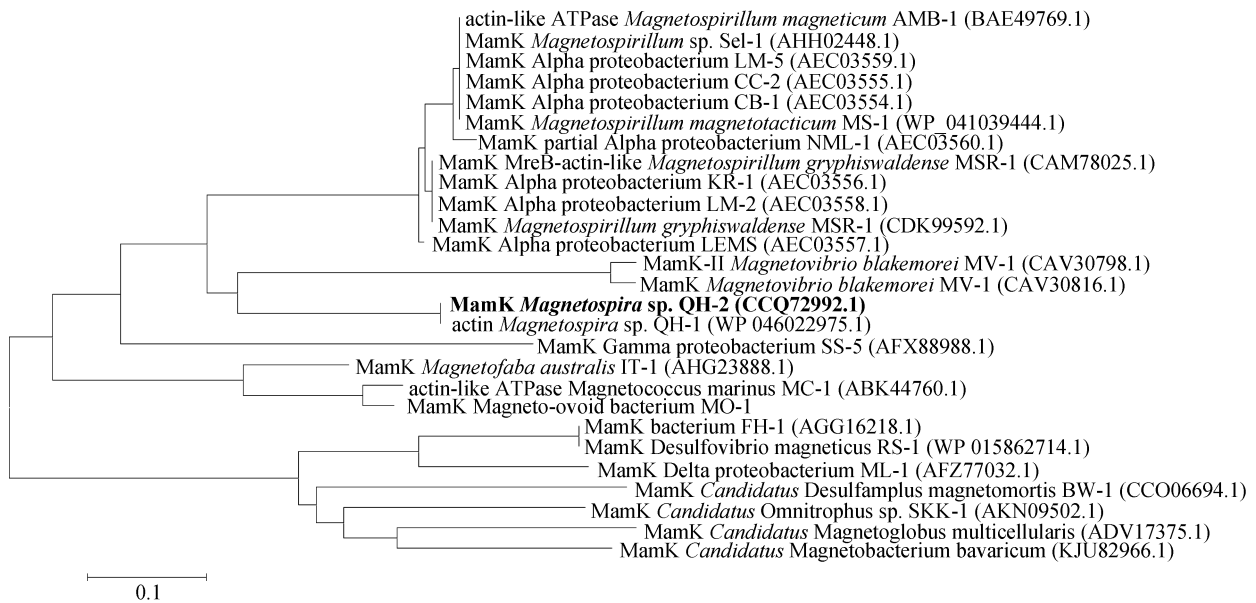 actin-like ATPase Magnetospirillum magneticum AMB-1 (BAE49769.1)
MamK Magnetospirillum sp. Sel-1 (AHH02448.1)
MamK Alpha proteobacterium LM-5 (AEC03559.1)
MamK Alpha proteobacterium CC-2 (AEC03555.1)
MamK Alpha proteobacterium CB-1 (AEC03554.1)
MamK Magnetospirillum magnetotacticum MS-1 (WP_041039444.1)
MamK partial Alpha proteobacterium NML-1 (AEC03560.1)
MamK MreB-actin-like Magnetospirillum gryphiswaldense MSR-1 (CAM78025.1)
MamK Alpha proteobacterium KR-1 (AEC03556.1)
MamK Alpha proteobacterium LM-2 (AEC03558.1)
MamK Magnetospirillum gryphiswaldense MSR-1 (CDK99592.1)
MamK Alpha proteobacterium LEMS (AEC03557.1)
MamK-II Magnetovibrio blakemorei MV-1 (CAV30798.1)
MamK Magnetovibrio blakemorei MV-1 (CAV30816.1)
MamK Magnetospira sp. QH-2 (CCQ72992.1)
actin Magnetospira sp. QH-1 (WP 046022975.1)
MamK Gamma proteobacterium SS-5 (AFX88988.1)
MamK Magnetofaba australis IT-1 (AHG23888.1)
actin-like ATPase Magnetococcus marinus MC-1 (ABK44760.1)
MamK Magneto-ovoid bacterium MO-1
MamK bacterium FH-1 (AGG16218.1)
MamK Desulfovibrio magneticus RS-1 (WP 015862714.1)
MamK Delta proteobacterium ML-1 (AFZ77032.1)
MamK Candidatus Desulfamplus magnetomortis BW-1 (CCO06694.1)
MamK Candidatus Omnitrophus sp. SKK-1 (AKN09502.1)
MamK Candidatus Magnetoglobus multicellularis (ADV17375.1)
MamK Candidatus Magnetobacterium bavaricum (KJU82966.1)
0.1